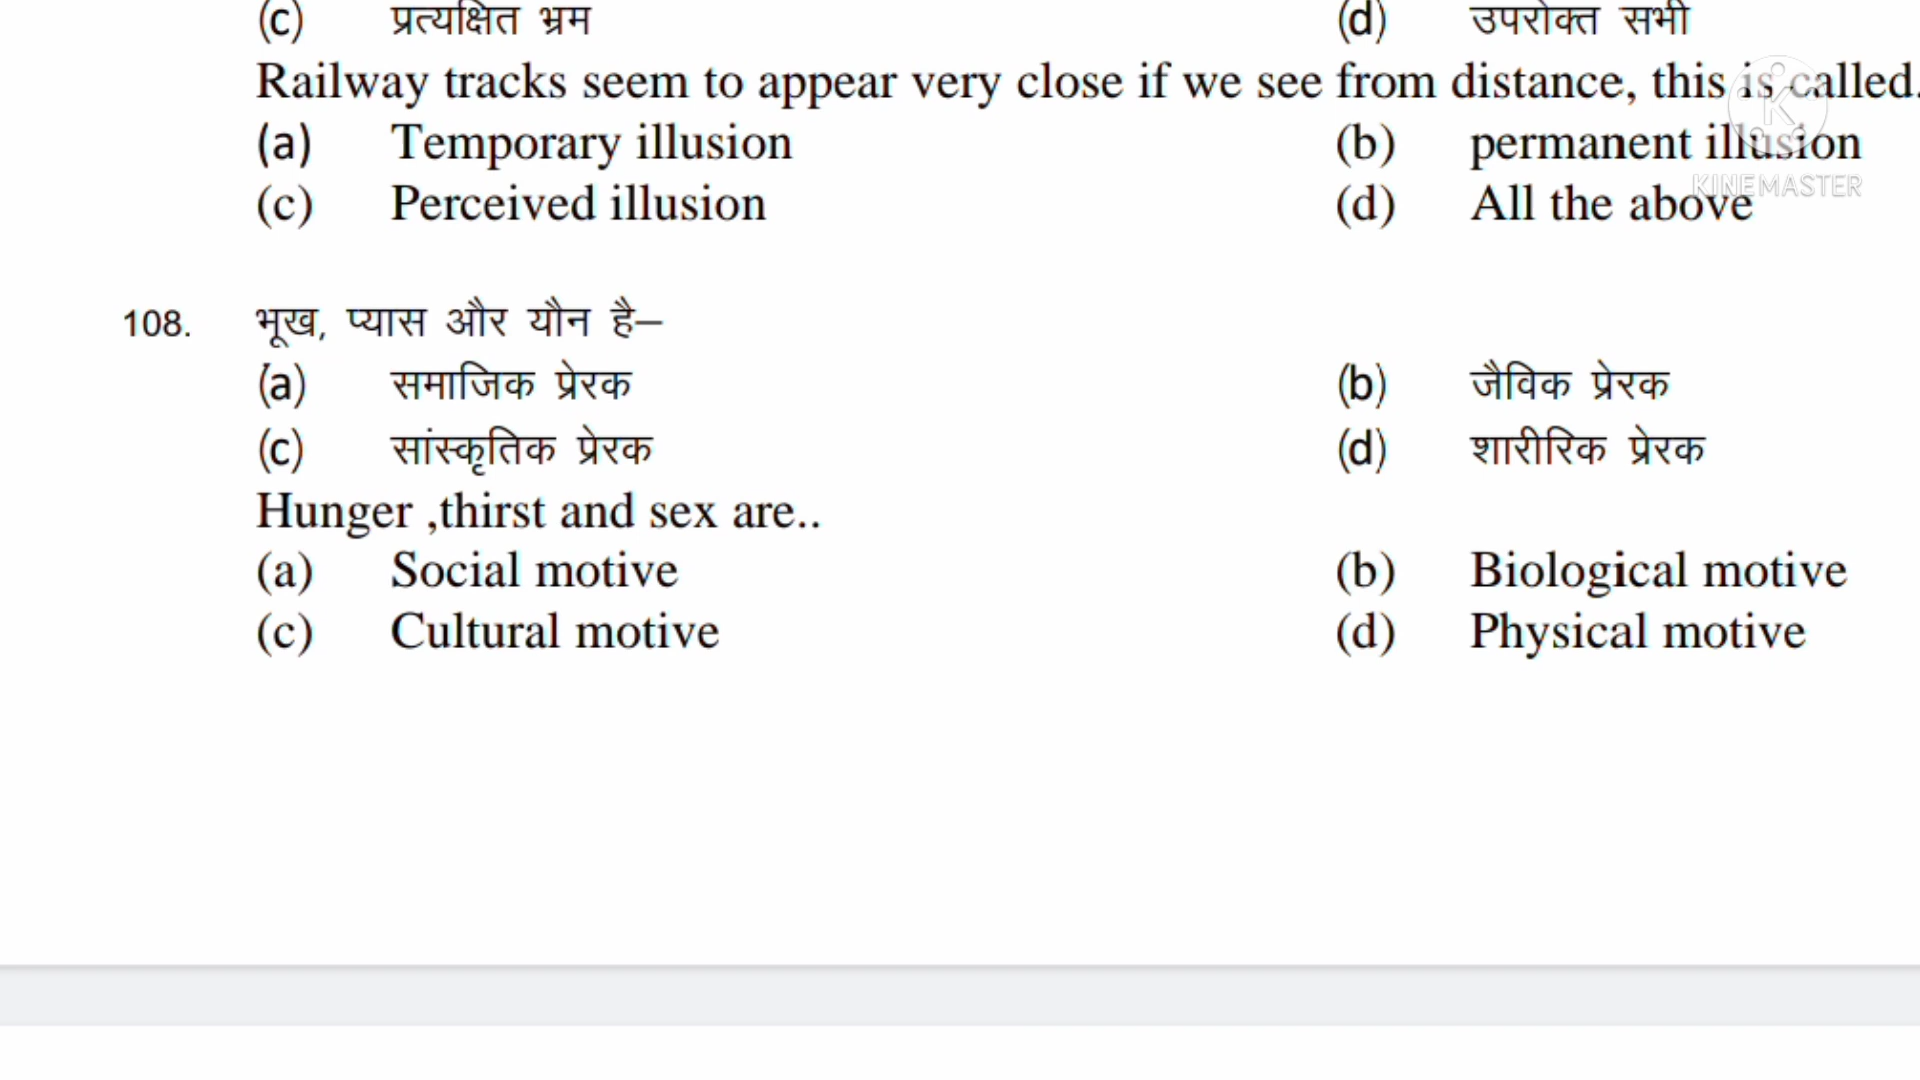 (c) प्रत्यक्षित भ्रम (d) उपरोक्त सभी
Railway tracks seem to appear very close if we see from distance, this is called.
(a) Temporary illusion (b) permanent illusion
(c) Perceived illusion (d) All the above
KINEMASTER
108. भूख, प्यास और यौन है–
(a) समाजिक प्रेरक (b) जैविक प्रेरक
(c) सांस्कृतिक प्रेरक (d) शारीरिक प्रेरक
Hunger ,thirst and sex are..
(a) Social motive (b) Biological motive
(c) Cultural motive (d) Physical motive